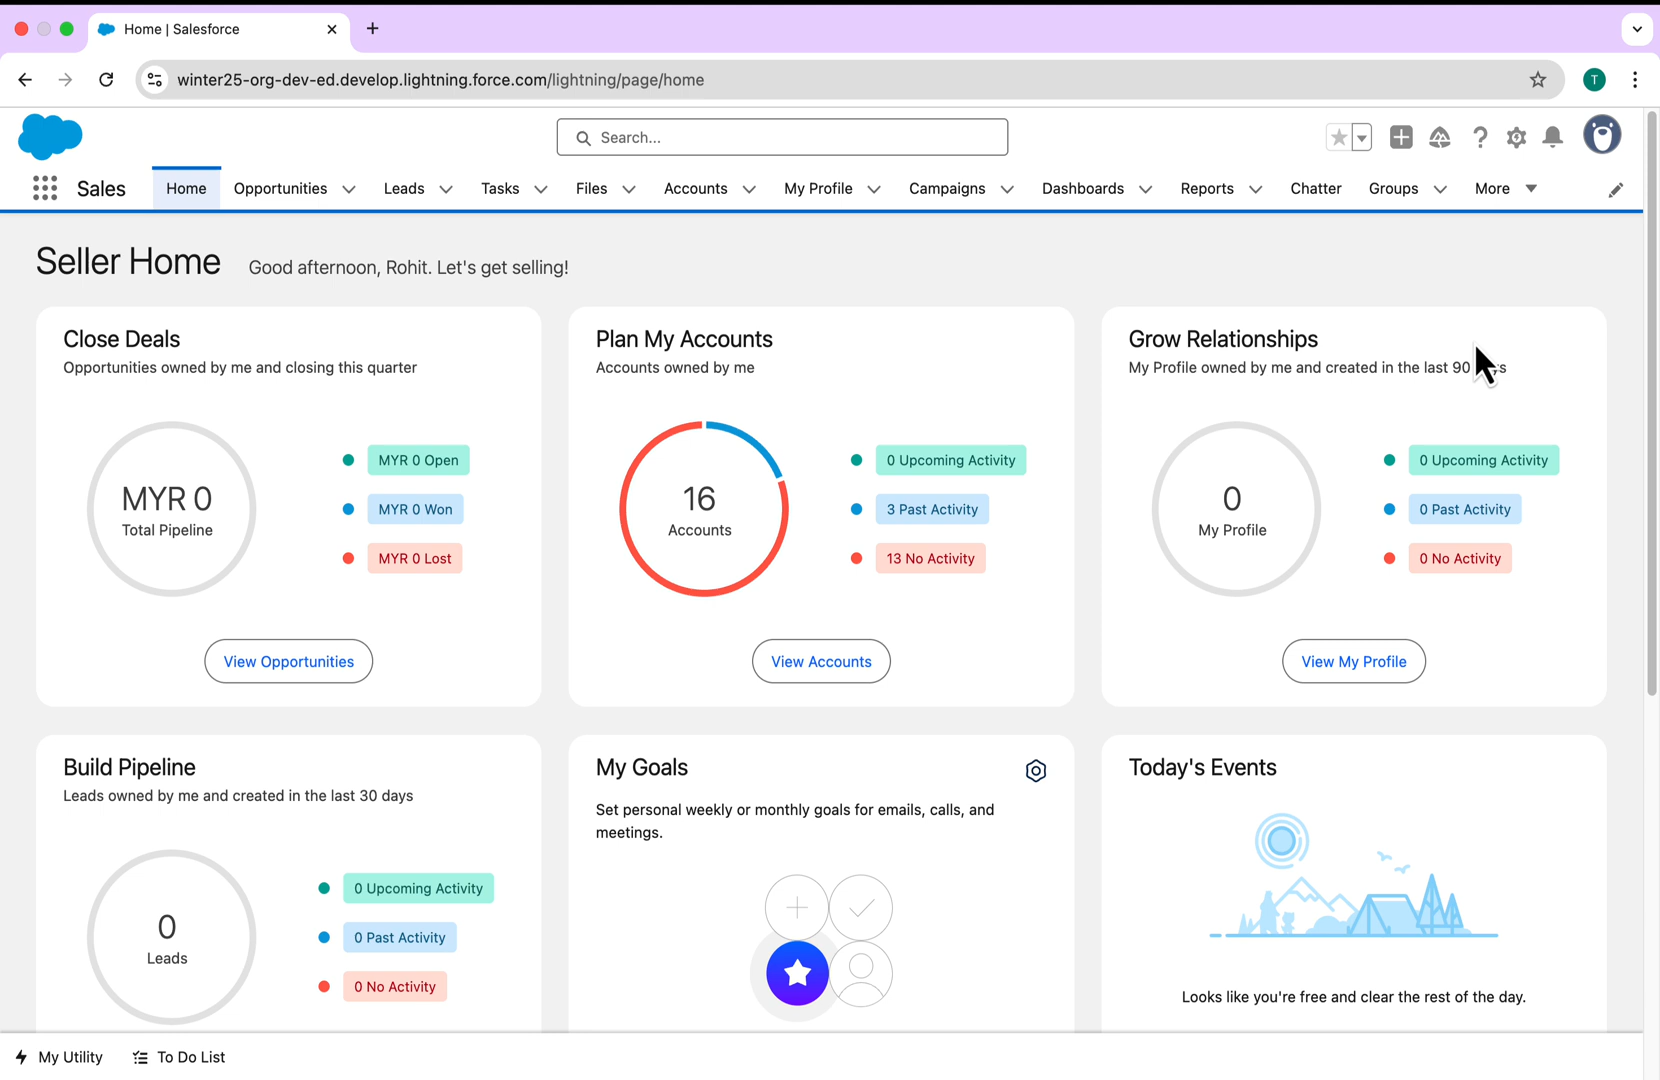 Home | Salesforce
winter25-org-dev-ed.develop.lightning.force.com/lightning/page/home
T
Search...
Sales
Home
Opportunities
Leads
Tasks
Files
Accounts
My Profile
Campaigns
Dashboards
Reports
Chatter
Groups
More
Seller Home
Good afternoon, Rohit. Let's get selling!
Close Deals
Opportunities owned by me and closing this quarter
MYR 0
Total Pipeline
MYR 0 Open
MYR 0 Won
MYR 0 Lost
View Opportunities
Plan My Accounts
Accounts owned by me
16
Accounts
0 Upcoming Activity
3 Past Activity
13 No Activity
View Accounts
Grow Relationships
My Profile owned by me and created in the last 90
0
My Profile
0 Upcoming Activity
0 Past Activity
0 No Activity
View My Profile
Build Pipeline
Leads owned by me and created in the last 30 days
0
Leads
0 Upcoming Activity
0 Past Activity
0 No Activity
My Goals
Set personal weekly or monthly goals for emails, calls, and
meetings.
Today's Events
Looks like you're free and clear the rest of the day.
My Utility
To Do List